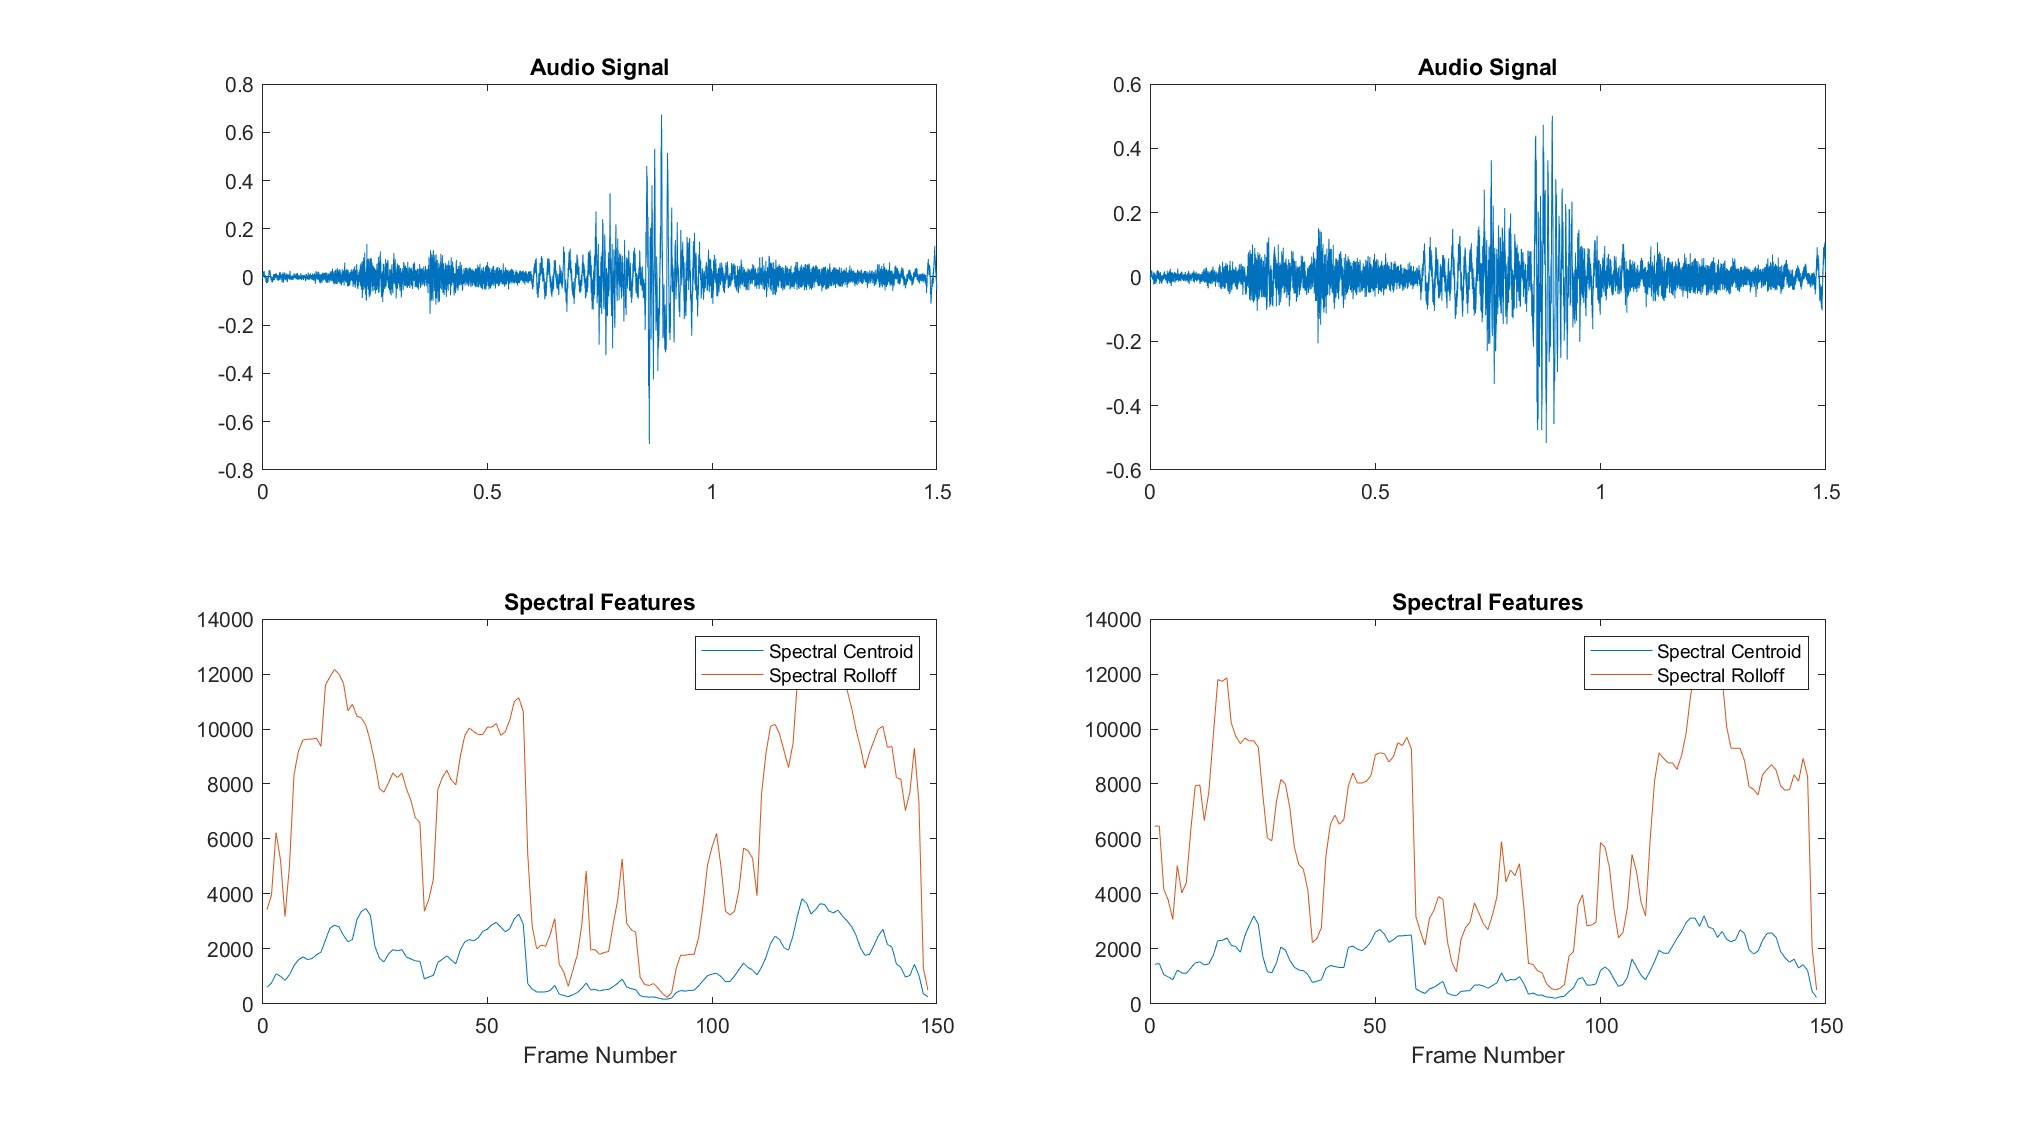 Audio Signal
0.8
0.6
0.4
0.2
0
-0.2
-0.4
-0.6
-0.8
0 0.5 1 1.5
Audio Signal
0.6
0.4
0.2
0
-0.2
-0.4
-0.6
0 0.5 1 1.5
Spectral Features
14000
12000
10000
8000
6000
4000
2000
0
Spectral Centroid
Spectral Rolloff
0 50 100 150
Frame Number
Spectral Features
14000
12000
10000
8000
6000
4000
2000
0
Spectral Centroid
Spectral Rolloff
0 50 100 150
Frame Number